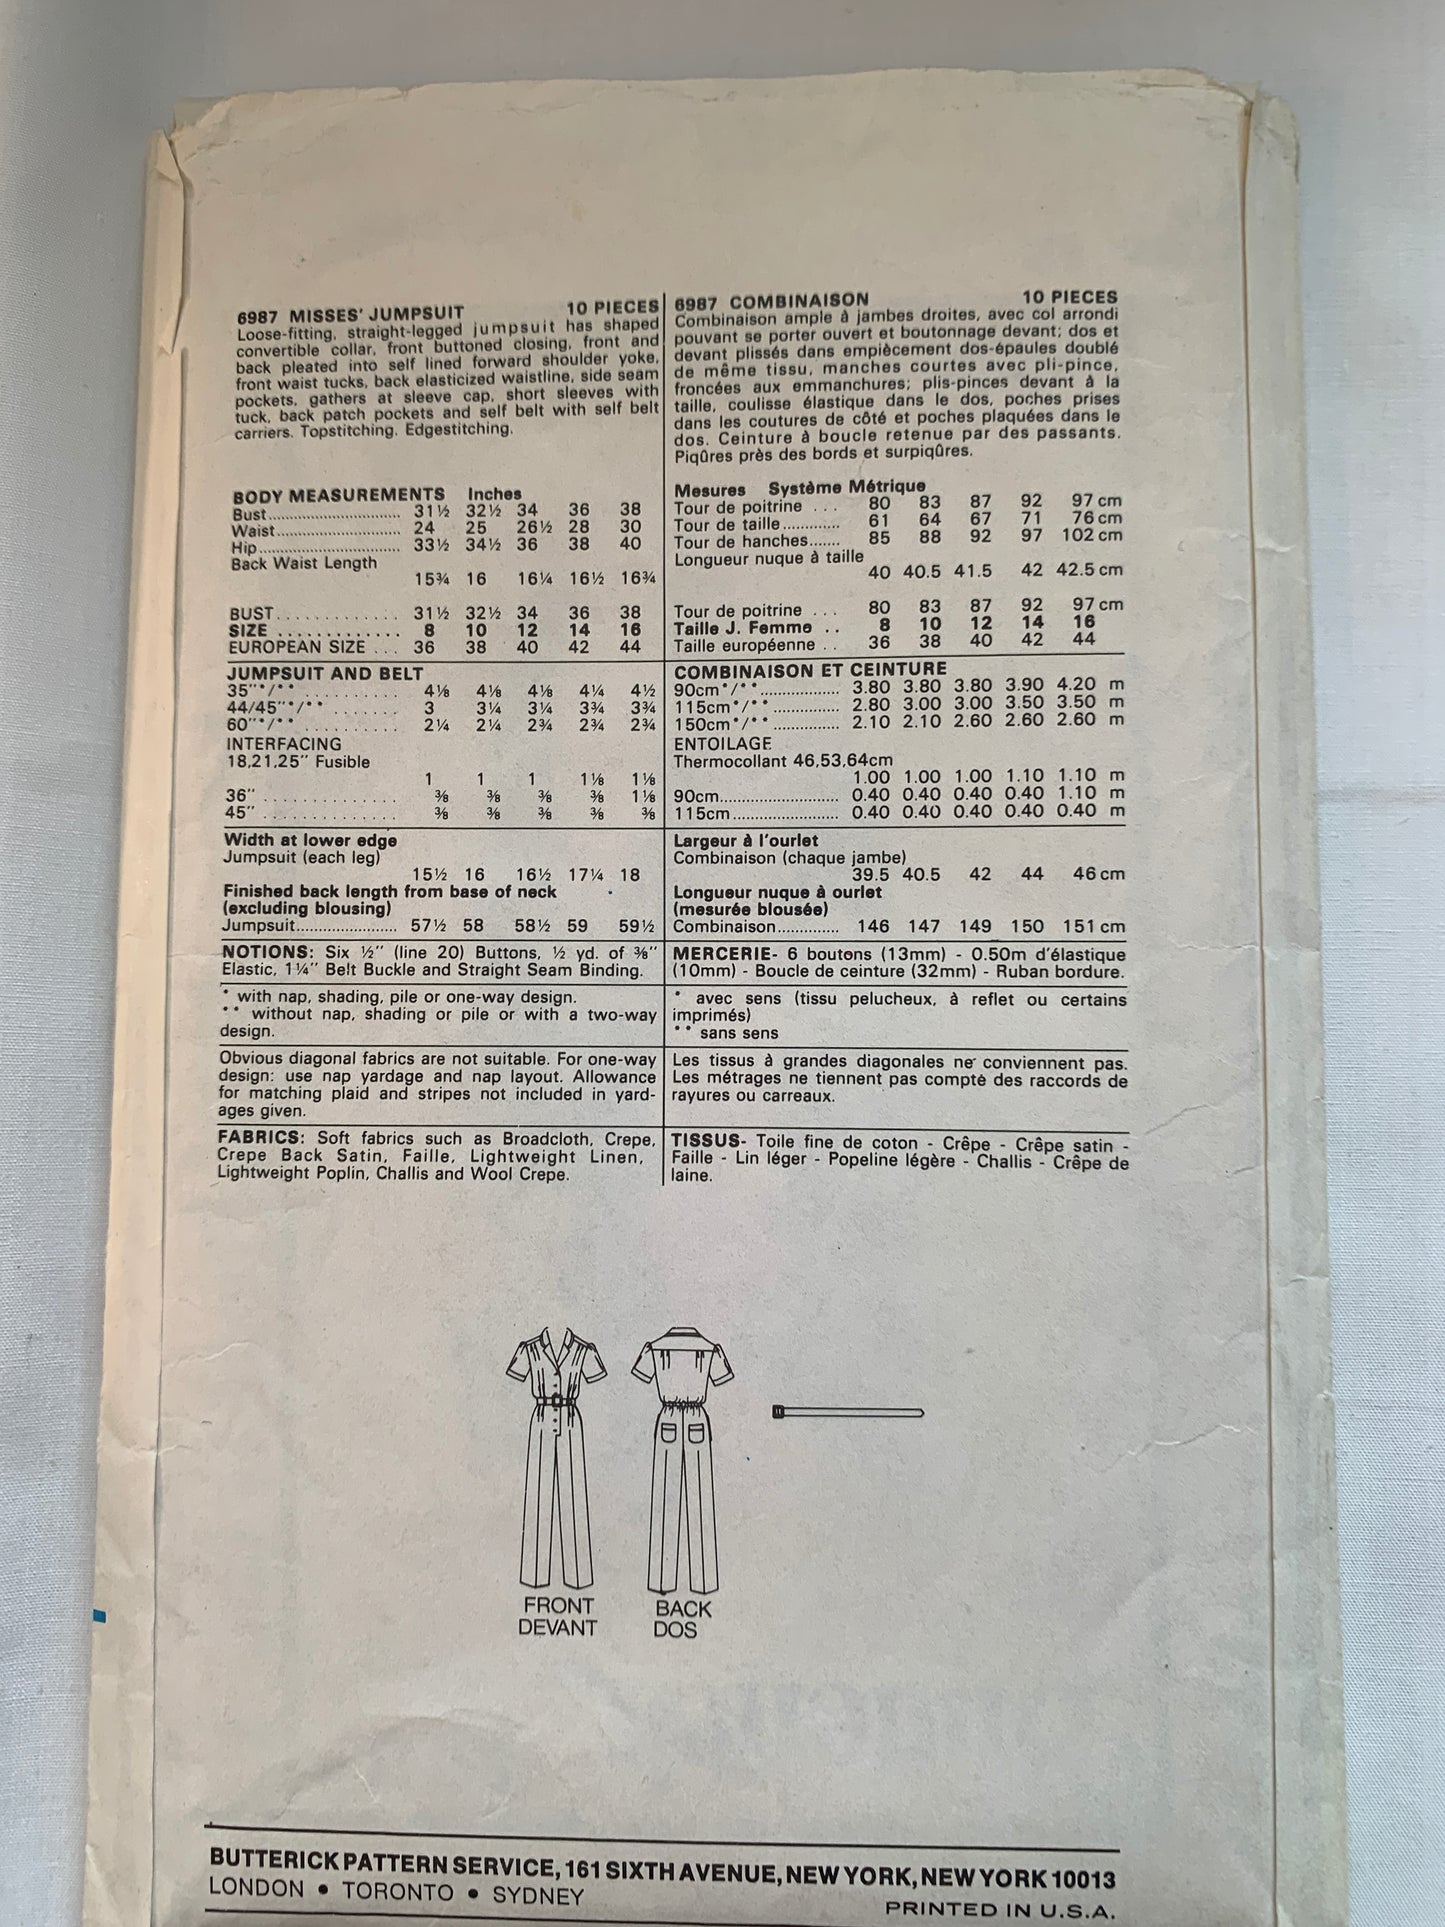 6987 MISSES' JUMPSUIT 10 PIECES
Loose-fitting, straight-legged jumpsuit has shaped
convertible collar, front buttoned closing, front and
back pleated into self lined forward shoulder yoke,
front waist tucks, back elasticized waistline, side seam
pockets, gathers at sleeve cap, short sleeves with
tuck, back patch pockets and self belt with self belt
carriers. Topstitching. Edgestitching.
BODY MEASUREMENTS Inches
Bust.............................. 31½ 32½ 34 36 38
Waist............................ 24 25 26½ 28 30
Hip................................ 33½ 34½ 36 38 40
Back Waist Length
15¾ 16 16¼ 16½ 16¾
BUST . . . . . . . . . . . . . 31½ 32½ 34 36 38
SIZE . . . . . . . . . . . . . 8 10 12 14 16
EUROPEAN SIZE . . . 36 38 40 42 44
JUMPSUIT AND BELT
35"*/** . . . . . . . . . . 4⅛ 4⅛ 4⅛ 4¼ 4½
44/45"*/** . . . . . . . 3 3¼ 3¼ 3¾ 3¾
60"*/** . . . . . . . . . . 2¼ 2¼ 2¾ 2¾ 2¾
INTERFACING
18,21,25" Fusible
1 1 1 1⅛ 1⅛
36" . . . . . . . . . . . . . . ⅜ ⅜ ⅜ ⅜ 1⅛
45" . . . . . . . . . . . . . . ⅜ ⅜ ⅜ ⅜ ⅜
Width at lower edge
Jumpsuit (each leg)
15½ 16 16½ 17¼ 18
Finished back length from base of neck
(excluding blousing)
Jumpsuit....................... 57½ 58 58½ 59 59½
NOTIONS: Six ½" (line 20) Buttons, ½ yd. of ⅜"
Elastic, 1¼" Belt Buckle and Straight Seam Binding.
* with nap, shading, pile or one-way design.
** without nap, shading or pile or with a two-way
design.
Obvious diagonal fabrics are not suitable. For one-way
design: use nap yardage and nap layout. Allowance
for matching plaid and stripes not included in yard-
ages given.
FABRICS: Soft fabrics such as Broadcloth, Crepe,
Crepe Back Satin, Faille, Lightweight Linen,
Lightweight Poplin, Challis and Wool Crepe.
6987 COMBINAISON 10 PIECES
Combinaison ample à jambes droites, avec col arrondi
pouvant se porter ouvert et boutonnage devant; dos et
devant plissés dans empiècement dos-épaules doublé
de même tissu, manches courtes avec pli-pince,
froncées aux emmanchures; plis-pinces devant à la
taille, coulisse élastique dans le dos, poches prises
dans les coutures de côté et poches plaquées dans le
dos. Ceinture à boucle retenue par des passants.
Piqûres près des bords et surpiqûres.
Mesures Système Métrique
Tour de poitrine . . . 80 83 87 92 97 cm
Tour de taille............. 61 64 67 71 76 cm
Tour de hanches....... 85 88 92 97 102 cm
Longueur nuque à taille
40 40.5 41.5 42 42.5 cm
Tour de poitrine . . . 80 83 87 92 97 cm
Taille J. Femme . . 8 10 12 14 16
Taille européenne . . 36 38 40 42 44
COMBINAISON ET CEINTURE
90cm*/**.................. 3.80 3.80 3.80 3.90 4.20 m
115cm*/** ............... 2.80 3.00 3.00 3.50 3.50 m
150cm*/** ............... 2.10 2.10 2.60 2.60 2.60 m
ENTOILAGE
Thermocollant 46,53,64cm
1.00 1.00 1.00 1.10 1.10 m
90cm........................... 0.40 0.40 0.40 0.40 1.10 m
115cm........................ 0.40 0.40 0.40 0.40 0.40 m
Largeur à l'ourlet
Combinaison (chaque jambe)
39.5 40.5 42 44 46 cm
Longueur nuque à ourlet
(mesurée blousée)
Combinaison.............. 146 147 149 150 151 cm
MERCERIE- 6 boutons (13mm) - 0.50m d'élastique
(10mm) - Boucle de ceinture (32mm) - Ruban bordure.
* avec sens (tissu pelucheux, à reflet ou certains
imprimés)
** sans sens
Les tissus à grandes diagonales ne conviennent pas.
Les métrages ne tiennent pas compte des raccords de
rayures ou carreaux.
TISSUS- Toile fine de coton - Crêpe - Crêpe satin -
Faille - Lin léger - Popeline légère - Challis - Crêpe de
laine.
FRONT BACK
DEVANT DOS
BUTTERICK PATTERN SERVICE, 161 SIXTH AVENUE, NEW YORK, NEW YORK 10013
LONDON • TORONTO • SYDNEY
PRINTED IN U.S.A.